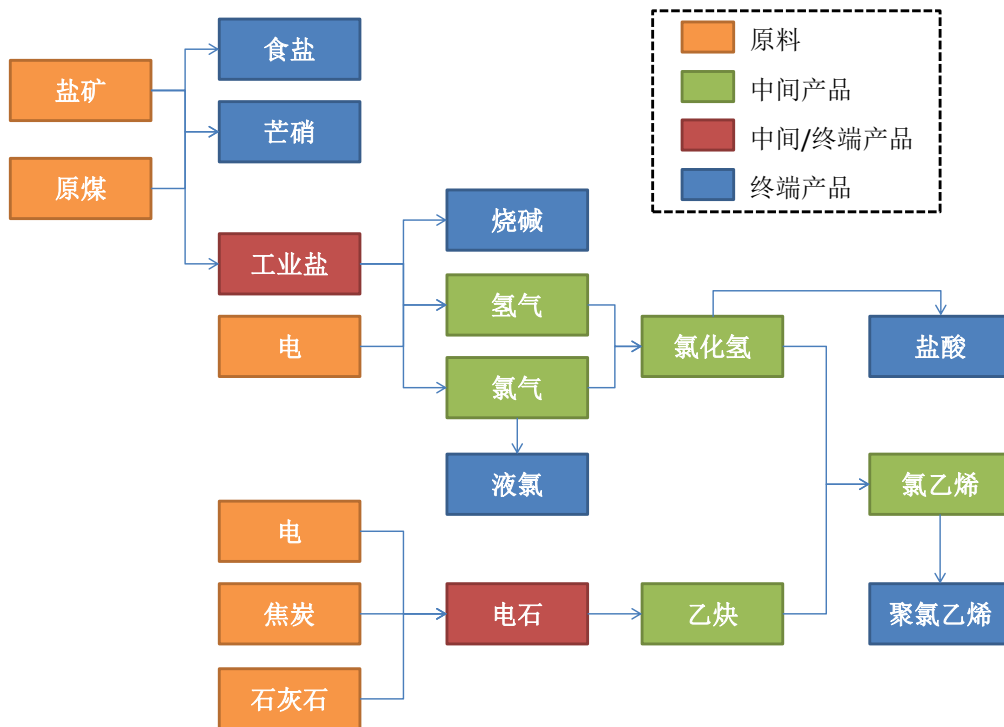 食盐
盐矿
芒硝
原煤
原料
中间产品
中间/终端产品
终端产品
烧碱
工业盐
氢气
电
氯气
氯化氢
盐酸
液氯
氯乙烯
电
焦炭
电石
乙炔
聚氯乙烯
石灰石